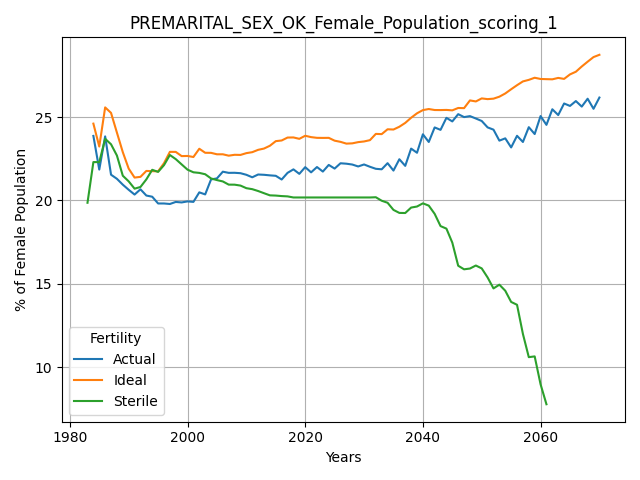 PREMARITAL_SEX_OK_Female_Population_scoring_1
% of Female Population
25
20
15
10
Fertility
Actual
Ideal
Sterile
1980 2000 2020 2040 2060
Years